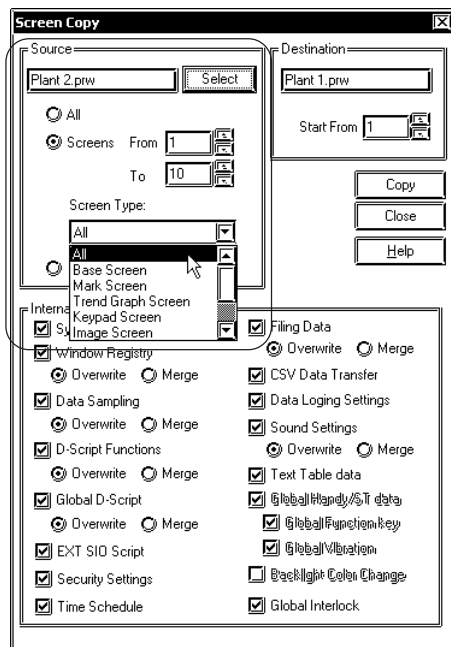 Screen Copy
Source
Plant 2.prw
Select
All
Screens From 1
To 10
Screen Type:
All
All
Base Screen
Mark Screen
Trend Graph Screen
Keypad Screen
Image Screen
Destination
Plant 1.prw
Start From 1
Copy
Close
Help
Window Registry
Overwrite Merge
Data Sampling
Overwrite Merge
D-Script Functions
Overwrite Merge
Global D-Script
Overwrite Merge
EXT SIO Script
Security Settings
Time Schedule
Filing Data
Overwrite Merge
CSV Data Transfer
Data Loging Settings
Sound Settings
Overwrite Merge
Text Table data
Global Handy/ST data
Global Function key
Global Vibration
Backlight Color Change
Global Interlock